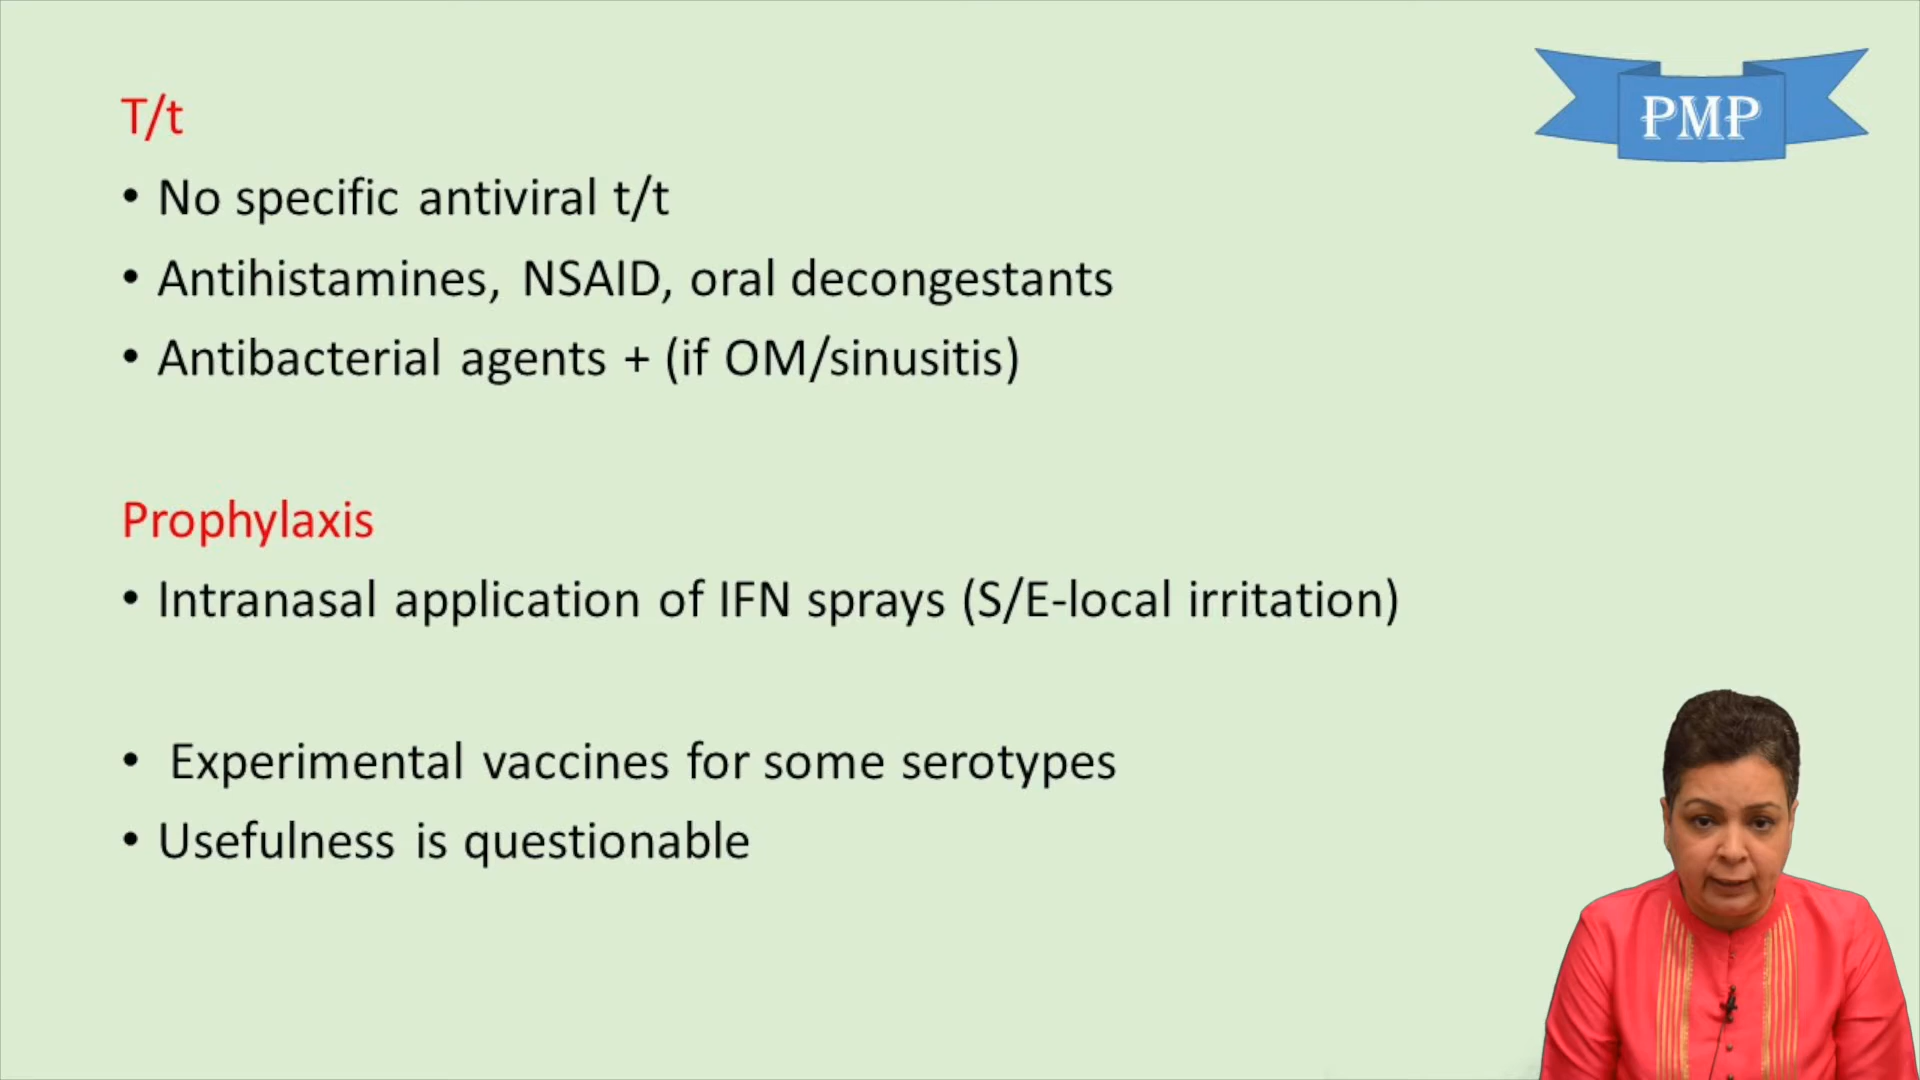 PMP
T/t
• No specific antiviral t/t
• Antihistamines, NSAID, oral decongestants
• Antibacterial agents + (if OM/sinusitis)
Prophylaxis
• Intranasal application of IFN sprays (S/E-local irritation)
• Experimental vaccines for some serotypes
• Usefulness is questionable